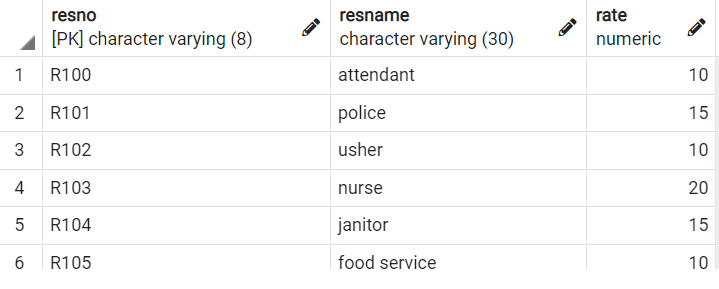 resno resname rate
[PK] character varying (8) character varying (30) numeric
1 R100 attendant 10
2 R101 police 15
3 R102 usher 10
4 R103 nurse 20
5 R104 janitor 15
6 R105 food service 10